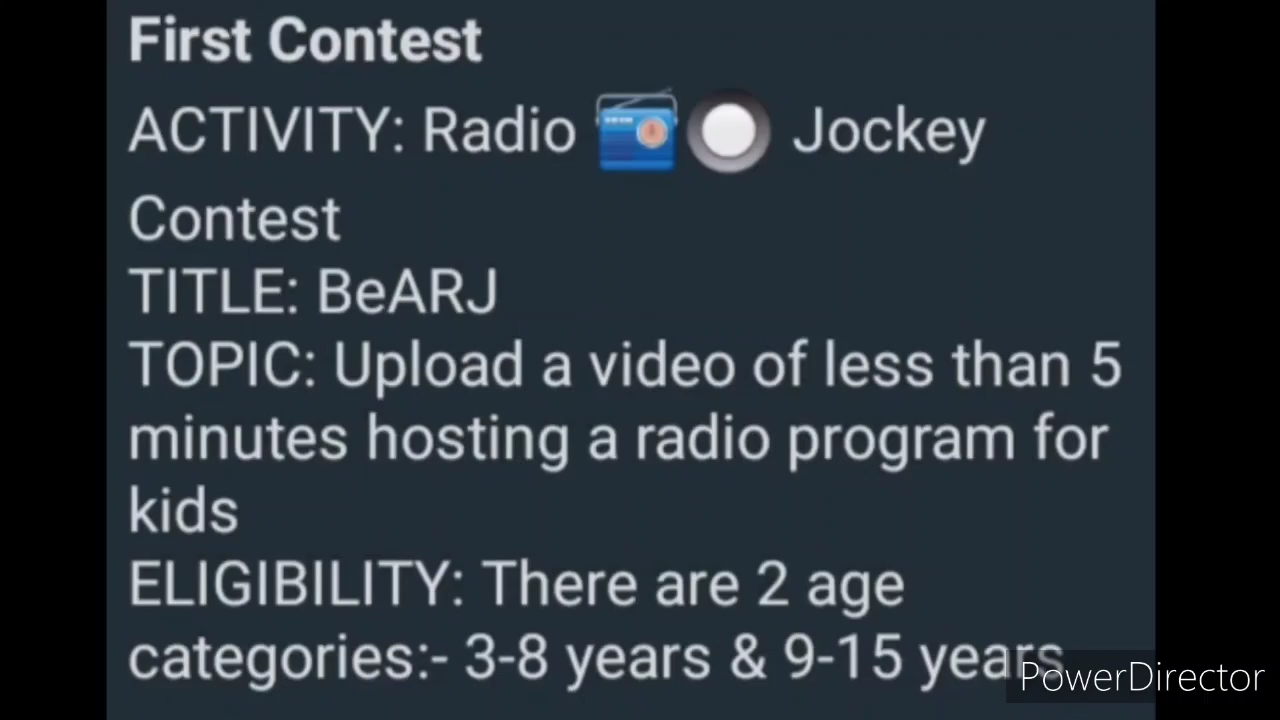 First Contest
ACTIVITY: Radio 📻🔘 Jockey
Contest
TITLE: BeARJ
TOPIC: Upload a video of less than 5
minutes hosting a radio program for
kids
ELIGIBILITY: There are 2 age
categories:- 3-8 years & 9-15 years
PowerDirector